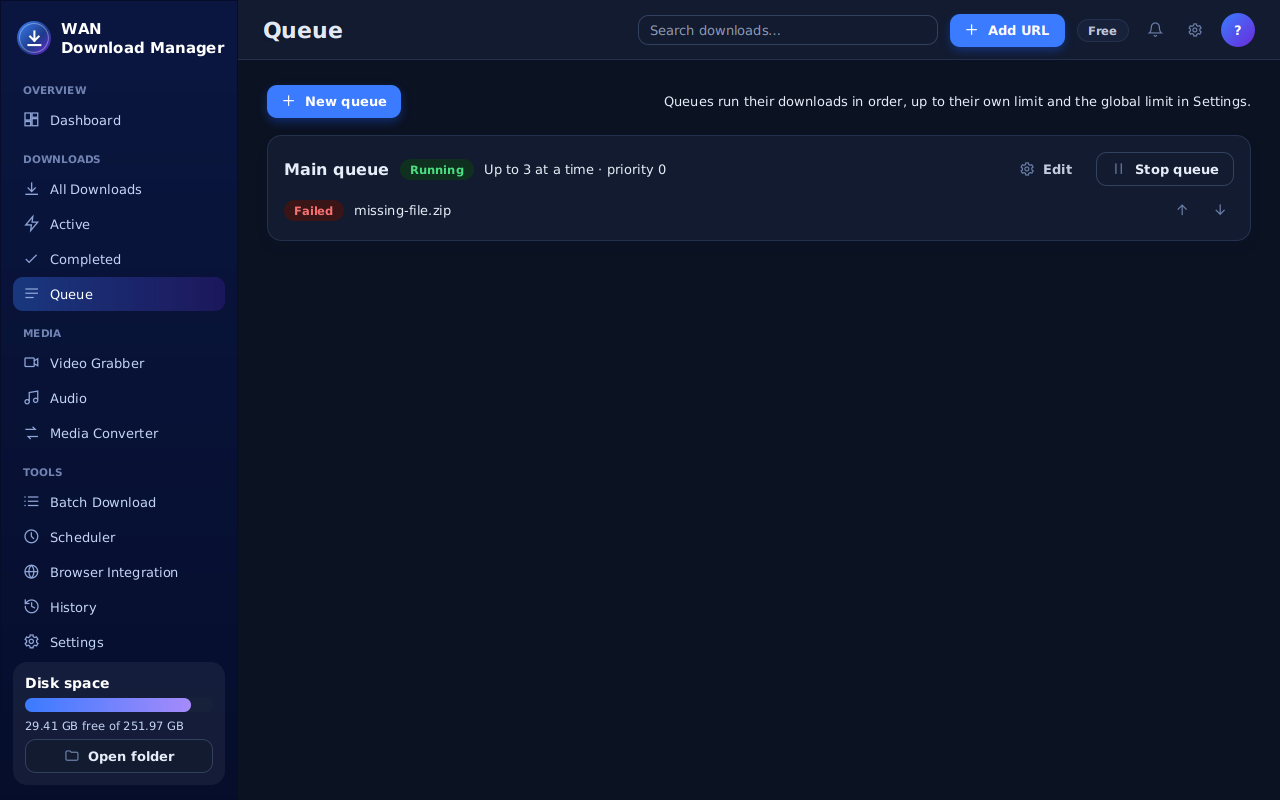 WAN
Download Manager
OVERVIEW
Dashboard
DOWNLOADS
All Downloads
Active
Completed
Queue
MEDIA
Video Grabber
Audio
Media Converter
TOOLS
Batch Download
Scheduler
Browser Integration
History
Settings
Disk space
29.41 GB free of 251.97 GB
Open folder
Queue
Search downloads...
Add URL
Free
?
New queue
Queues run their downloads in order, up to their own limit and the global limit in Settings.
Main queue Running Up to 3 at a time · priority 0
Edit
Stop queue
Failed missing-file.zip